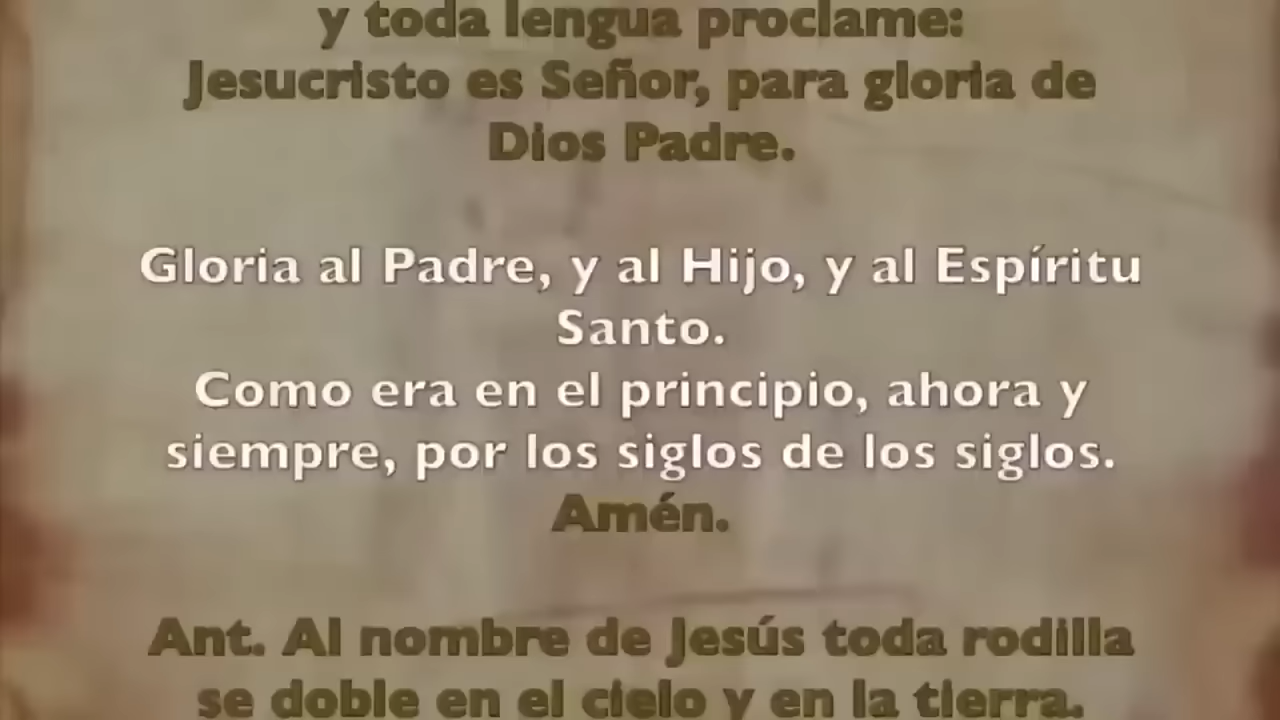 y toda lengua proclame:
Jesucristo es Señor, para gloria de
Dios Padre.
Gloria al Padre, y al Hijo, y al Espíritu
Santo.
Como era en el principio, ahora y
siempre, por los siglos de los siglos.
Amén.
Ant. Al nombre de Jesús toda rodilla
se doble en el cielo y en la tierra.